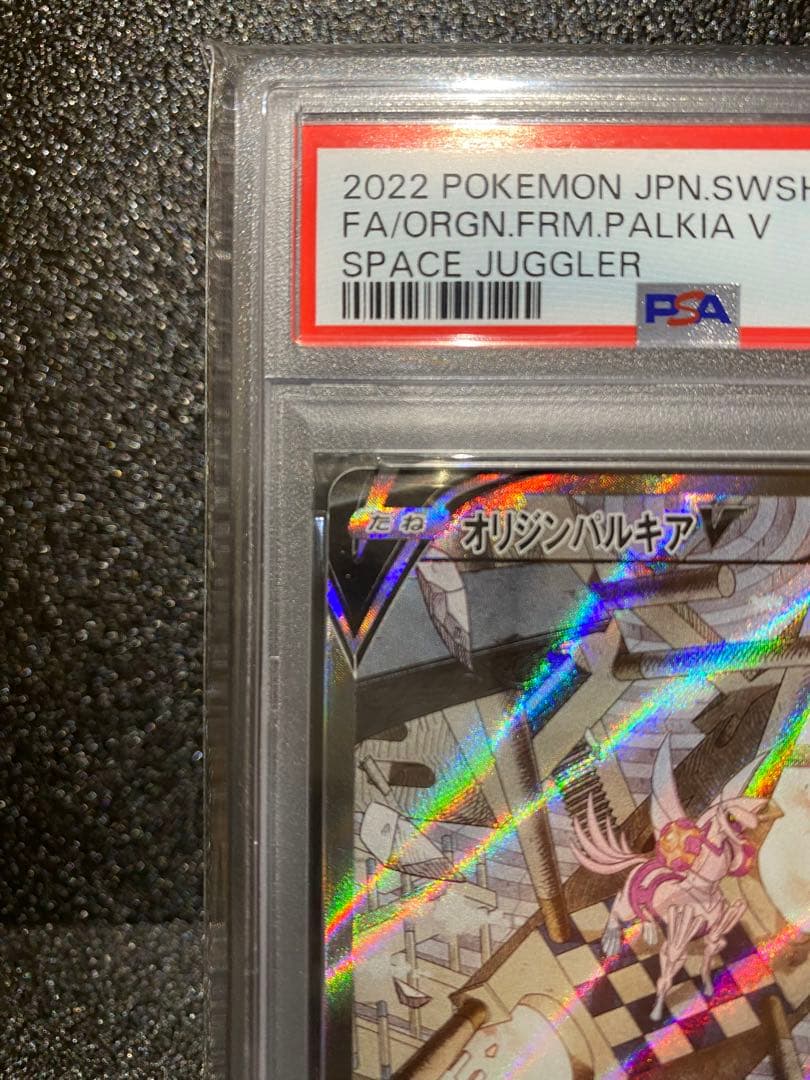 2022 POKEMON JPN.SWSH
FA/ORGN.FRM.PALKIA V
SPACE JUGGLER
PSA
たね オリジンパルキアV